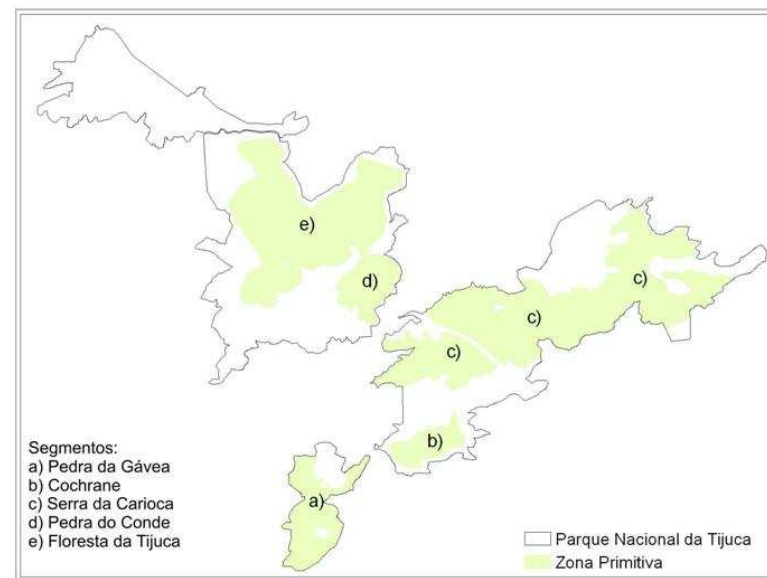 e)
d)
c)
c)
c)
b)
a)
Segmentos:
a) Pedra da Gávea
b) Cochrane
c) Serra da Carioca
d) Pedra do Conde
e) Floresta da Tijuca
Parque Nacional da Tijuca
Zona Primitiva